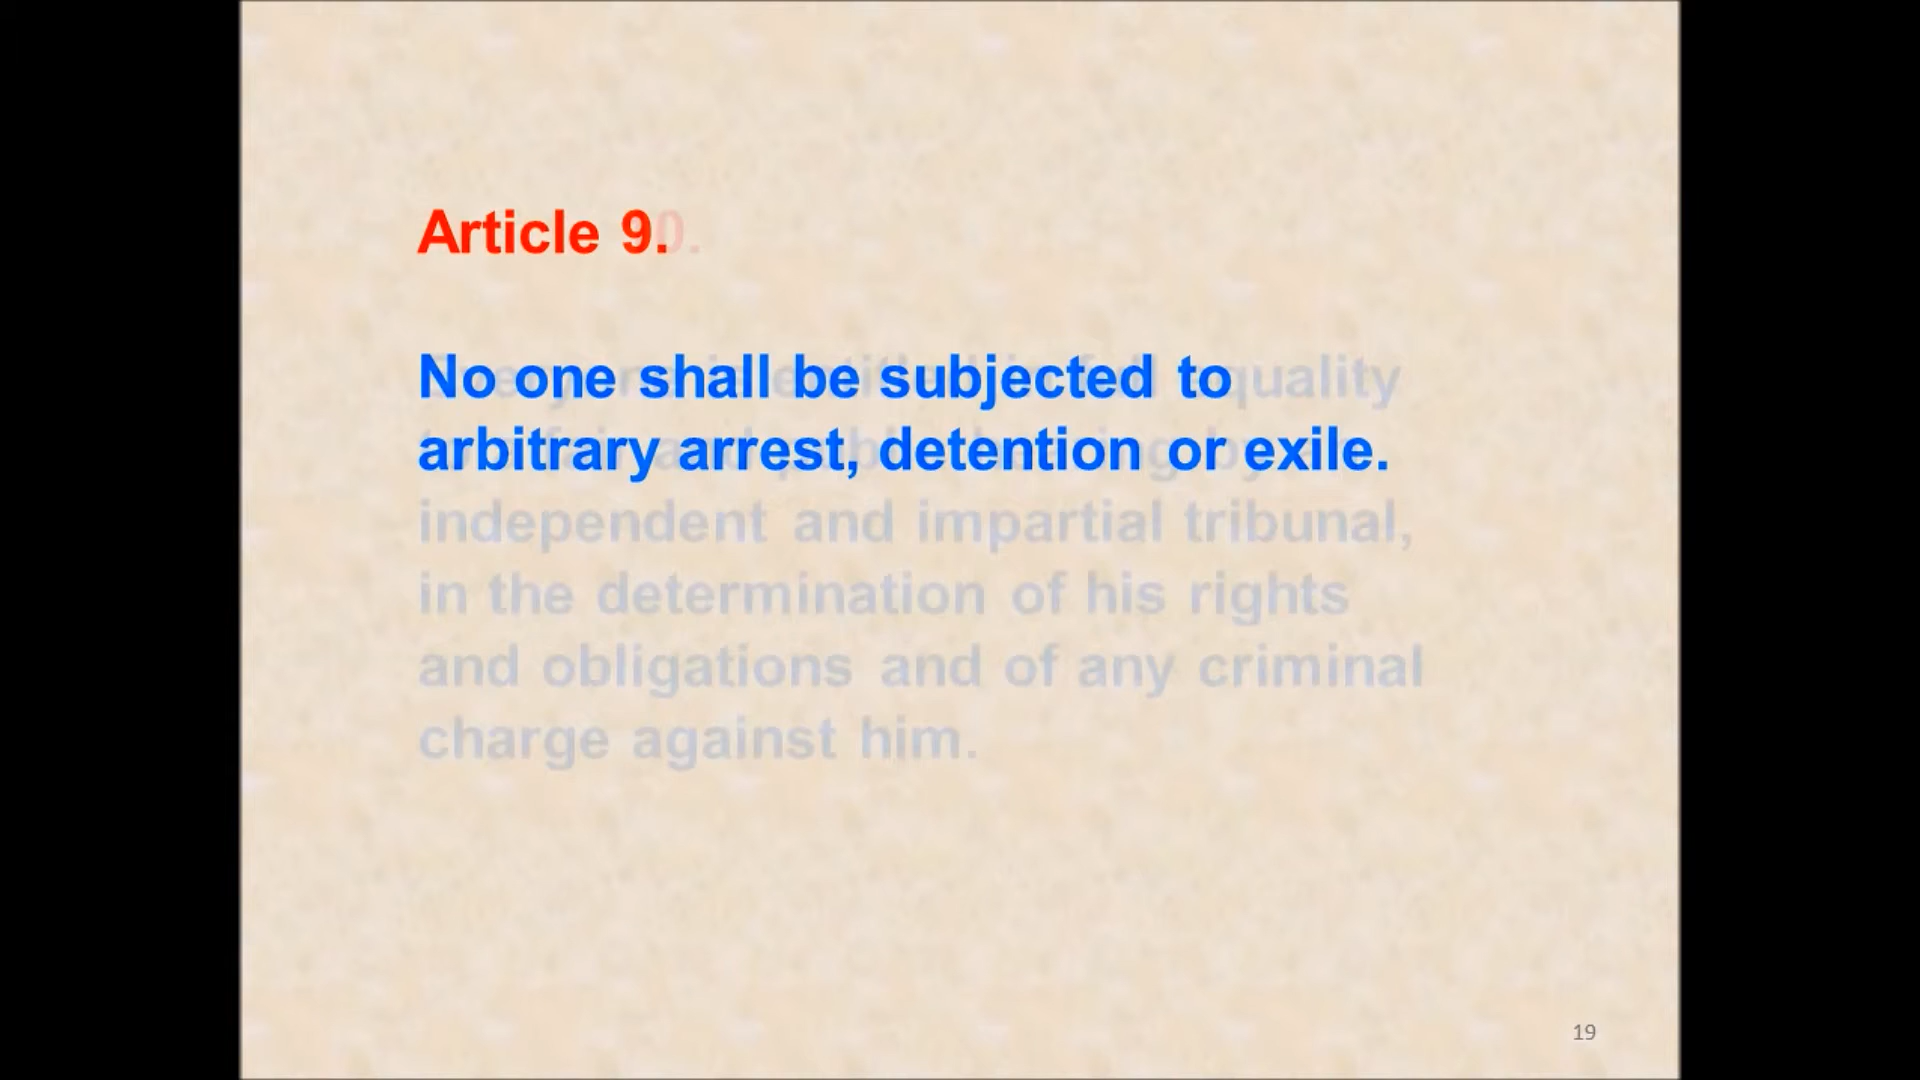 Article 9.
No one shall be subjected to
arbitrary arrest, detention or exile.
quality
independent and impartial tribunal,
in the determination of his rights
and obligations and of any criminal
charge against him.
19